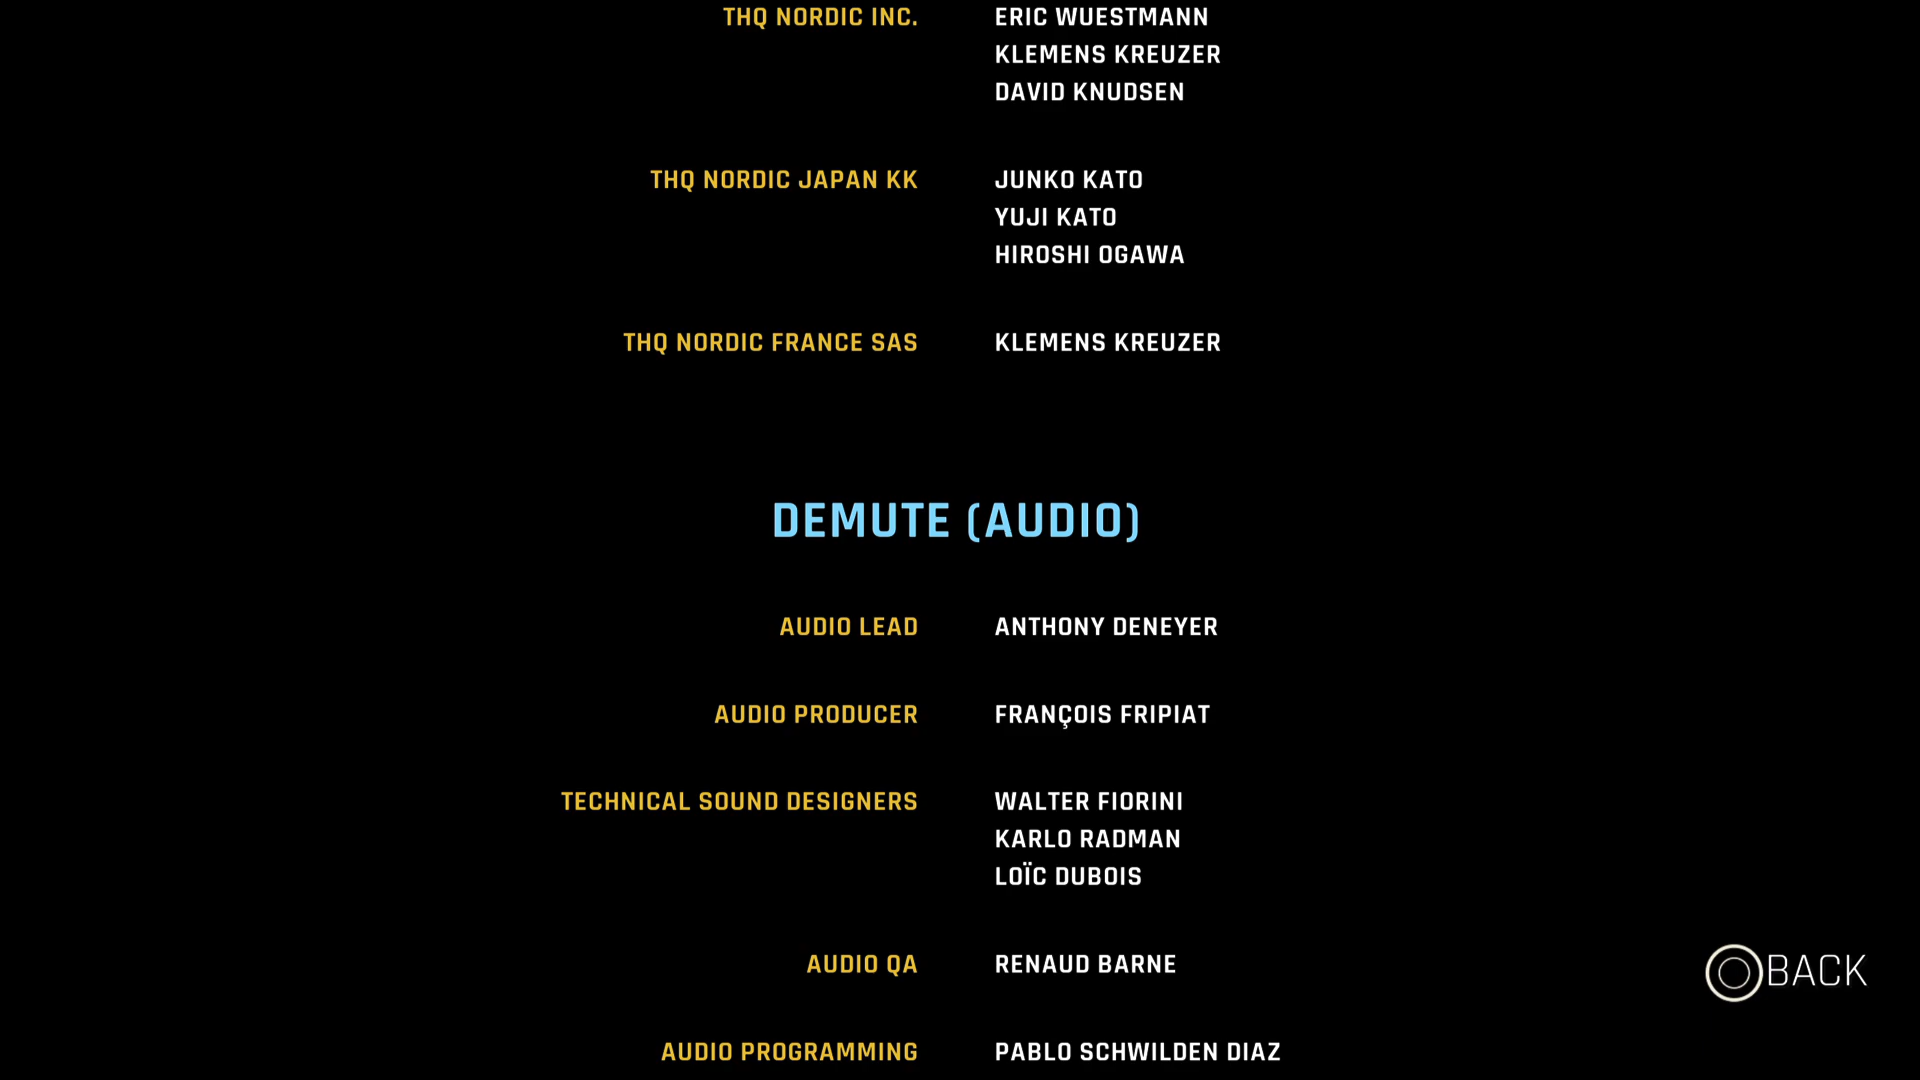 THQ NORDIC INC. ERIC WUESTMANN
KLEMENS KREUZER
DAVID KNUDSEN
THQ NORDIC JAPAN KK JUNKO KATO
YUJI KATO
HIROSHI OGAWA
THQ NORDIC FRANCE SAS KLEMENS KREUZER
DEMUTE (AUDIO)
AUDIO LEAD ANTHONY DENEYER
AUDIO PRODUCER FRANÇOIS FRIPIAT
TECHNICAL SOUND DESIGNERS WALTER FIORINI
KARLO RADMAN
LOÏC DUBOIS
AUDIO QA RENAUD BARNE
BACK
AUDIO PROGRAMMING PABLO SCHWILDEN DIAZ